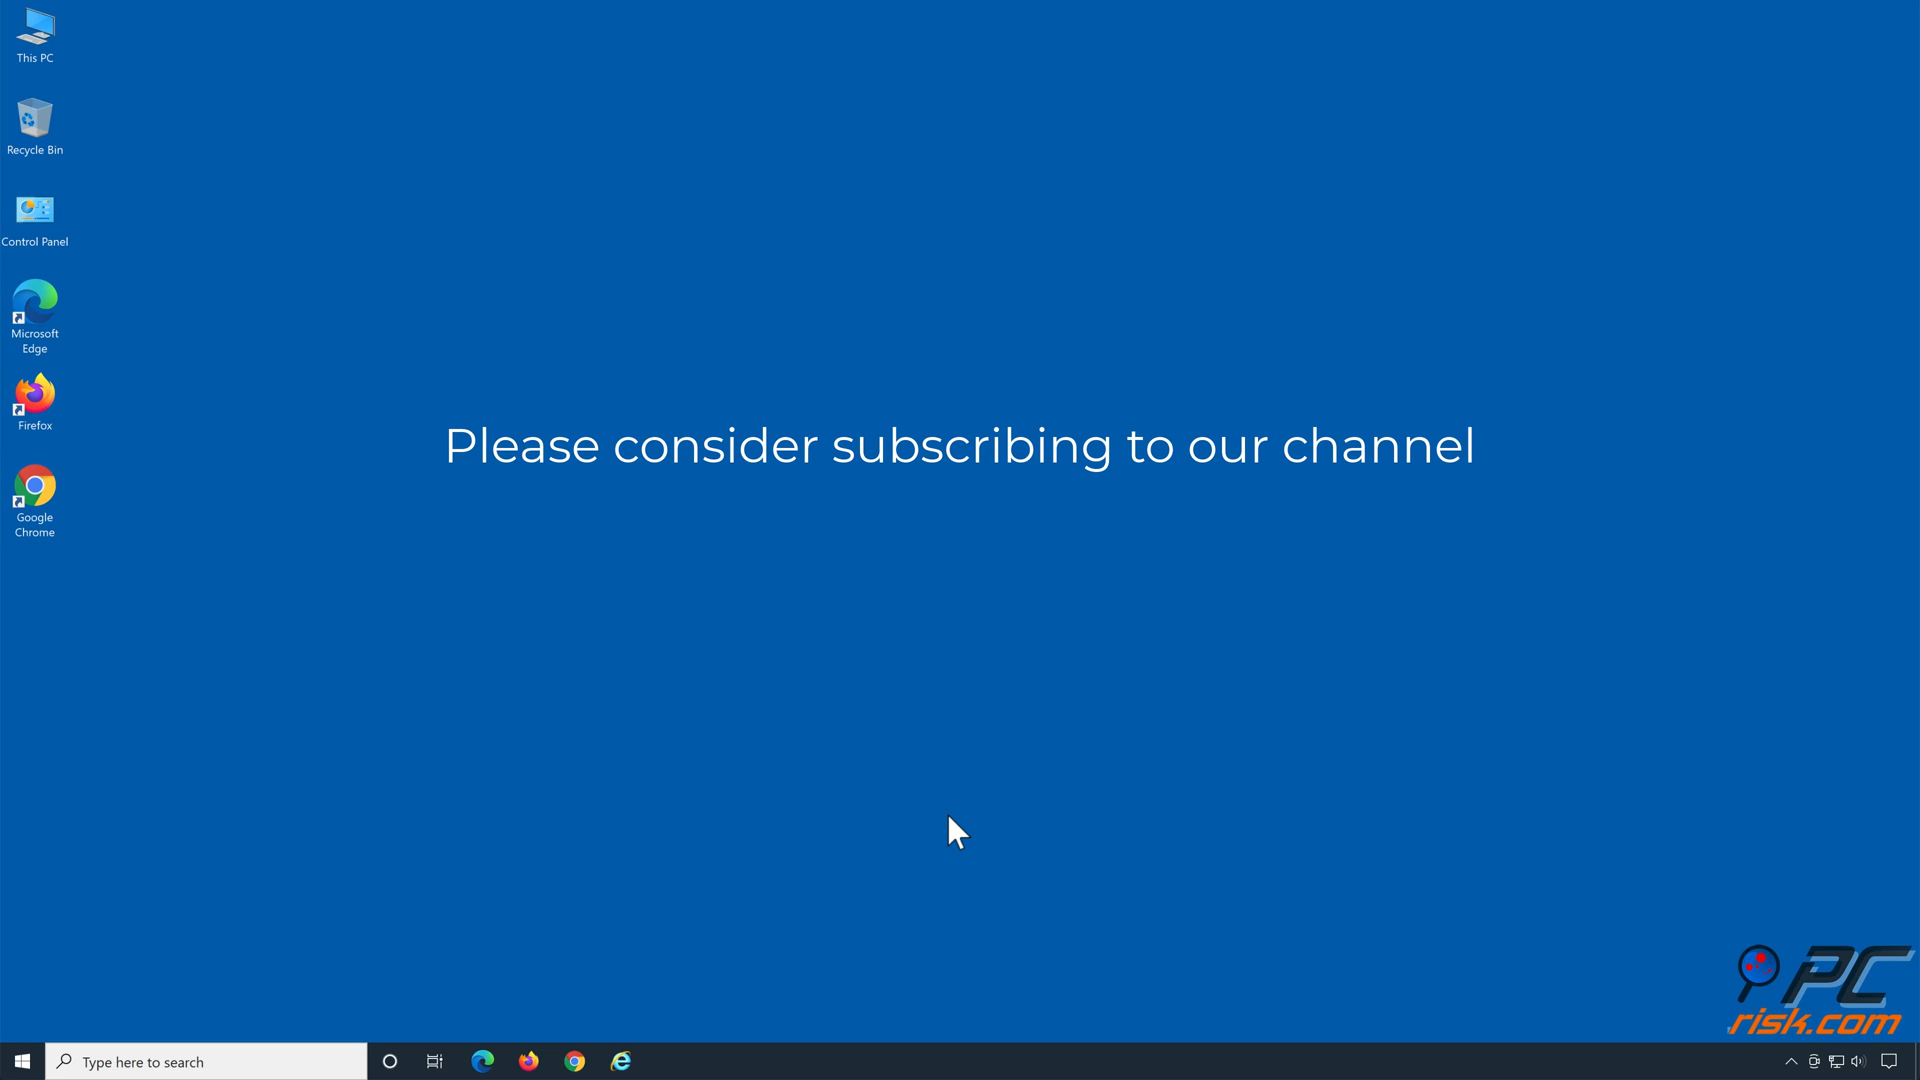 This PC
Recycle Bin
Control Panel
Microsoft
Edge
Firefox
Google
Chrome
Please consider subscribing to our channel
PC
risk.com
Type here to search